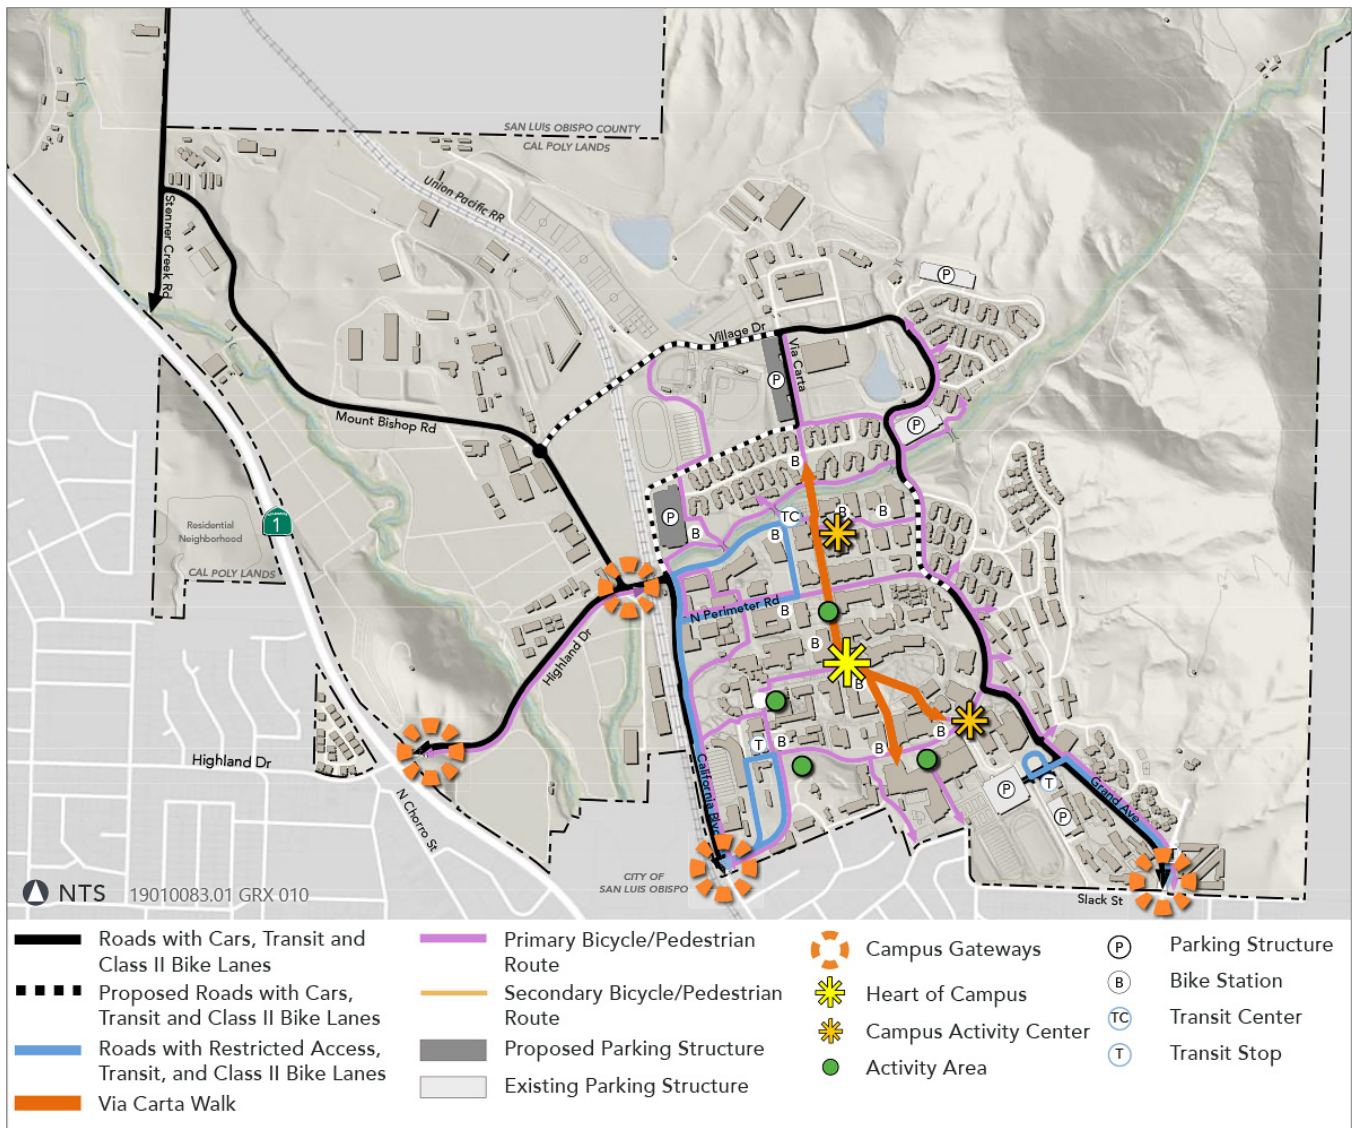 SAN LUIS OBISPO COUNTY
CAL POLY LANDS
Union Pacific RR
Stenner Creek Rd
P
Village Dr
Via Carta
P
Mount Bishop Rd
P
B
1
Residential
Neighborhood
CAL POLY LANDS
P
TC
B
B
B
B
N Perimeter Rd
B
B
B
Highland Dr
B
B
T
B
Highland Dr
California Blvd
P
T
Grand Ave
P
N Chorro St
T
CITY OF
SAN LUIS OBISPO
Slack St
NTS 19010083.01 GRX 010
Roads with Cars, Transit and
Class II Bike Lanes
Proposed Roads with Cars,
Transit and Class II Bike Lanes
Roads with Restricted Access,
Transit, and Class II Bike Lanes
Via Carta Walk
Primary Bicycle/Pedestrian
Route
Secondary Bicycle/Pedestrian
Route
Proposed Parking Structure
Existing Parking Structure
Campus Gateways
Heart of Campus
Campus Activity Center
Activity Area
P Parking Structure
B Bike Station
TC Transit Center
T Transit Stop